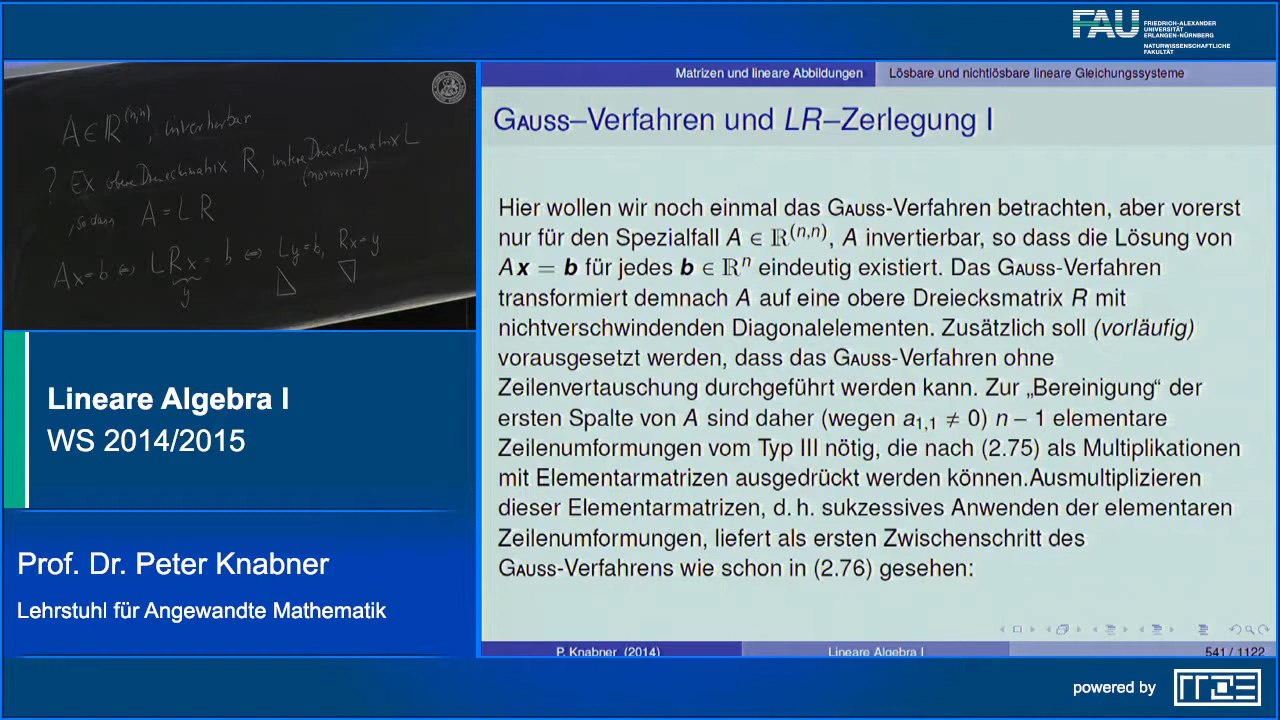 FAU FRIEDRICH-ALEXANDER
UNIVERSITÄT
ERLANGEN-NÜRNBERG
NATURWISSENSCHAFTLICHE
FAKULTÄT
A ∈ ℝ^(n,n), invertierbar
? Ex obere Dreiecksmatrix R, untere Dreiecksmatrix L
(normiert)
, so dass A = L R
Ax = b ⇔ L R x = b ⇔ Ly = b, Rx = y
y
Lineare Algebra I
WS 2014/2015
Prof. Dr. Peter Knabner
Lehrstuhl für Angewandte Mathematik
Matrizen und lineare Abbildungen Lösbare und nichtlösbare lineare Gleichungssysteme
Gauss–Verfahren und LR–Zerlegung I
Hier wollen wir noch einmal das Gauss-Verfahren betrachten, aber vorerst
nur für den Spezialfall A ∈ ℝ^(n,n), A invertierbar, so dass die Lösung von
Ax = b für jedes b ∈ ℝ^n eindeutig existiert. Das Gauss-Verfahren
transformiert demnach A auf eine obere Dreiecksmatrix R mit
nichtverschwindenden Diagonalelementen. Zusätzlich soll (vorläufig)
vorausgesetzt werden, dass das Gauss-Verfahren ohne
Zeilenvertauschung durchgeführt werden kann. Zur „Bereinigung“ der
ersten Spalte von A sind daher (wegen a_1,1 ≠ 0) n – 1 elementare
Zeilenumformungen vom Typ III nötig, die nach (2.75) als Multiplikationen
mit Elementarmatrizen ausgedrückt werden können.Ausmultiplizieren
dieser Elementarmatrizen, d. h. sukzessives Anwenden der elementaren
Zeilenumformungen, liefert als ersten Zwischenschritt des
Gauss-Verfahrens wie schon in (2.76) gesehen:
P. Knabner (2014) Lineare Algebra I 541 / 1122
powered by